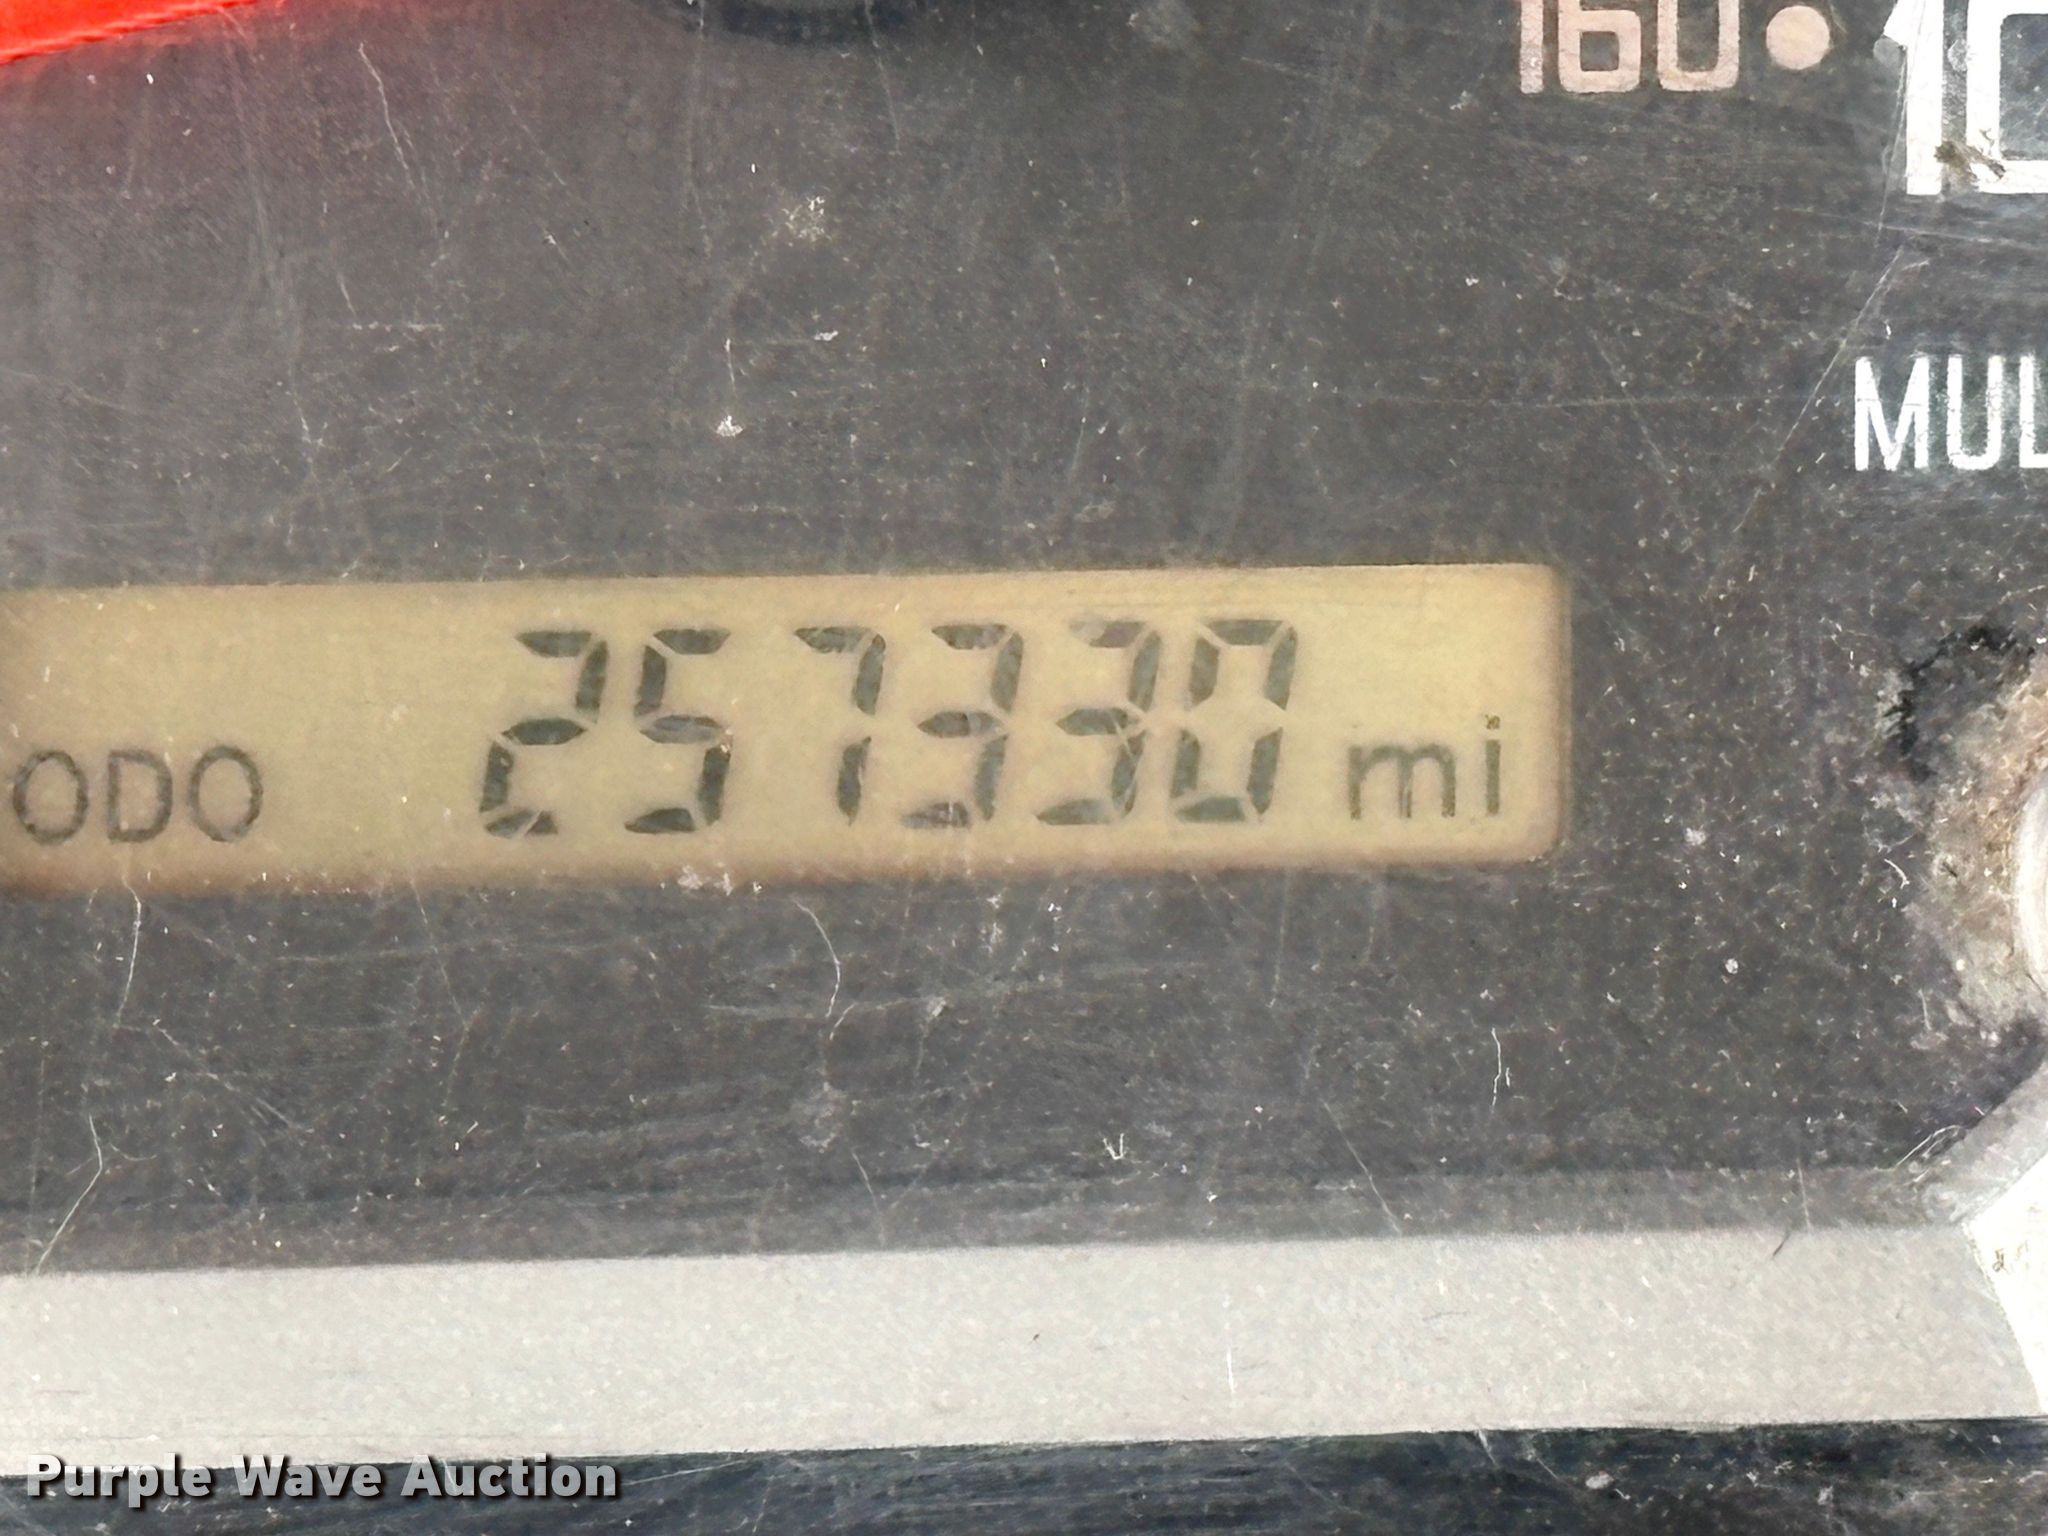 160
MUL
ODO 257330 mi
Purple Wave Auction